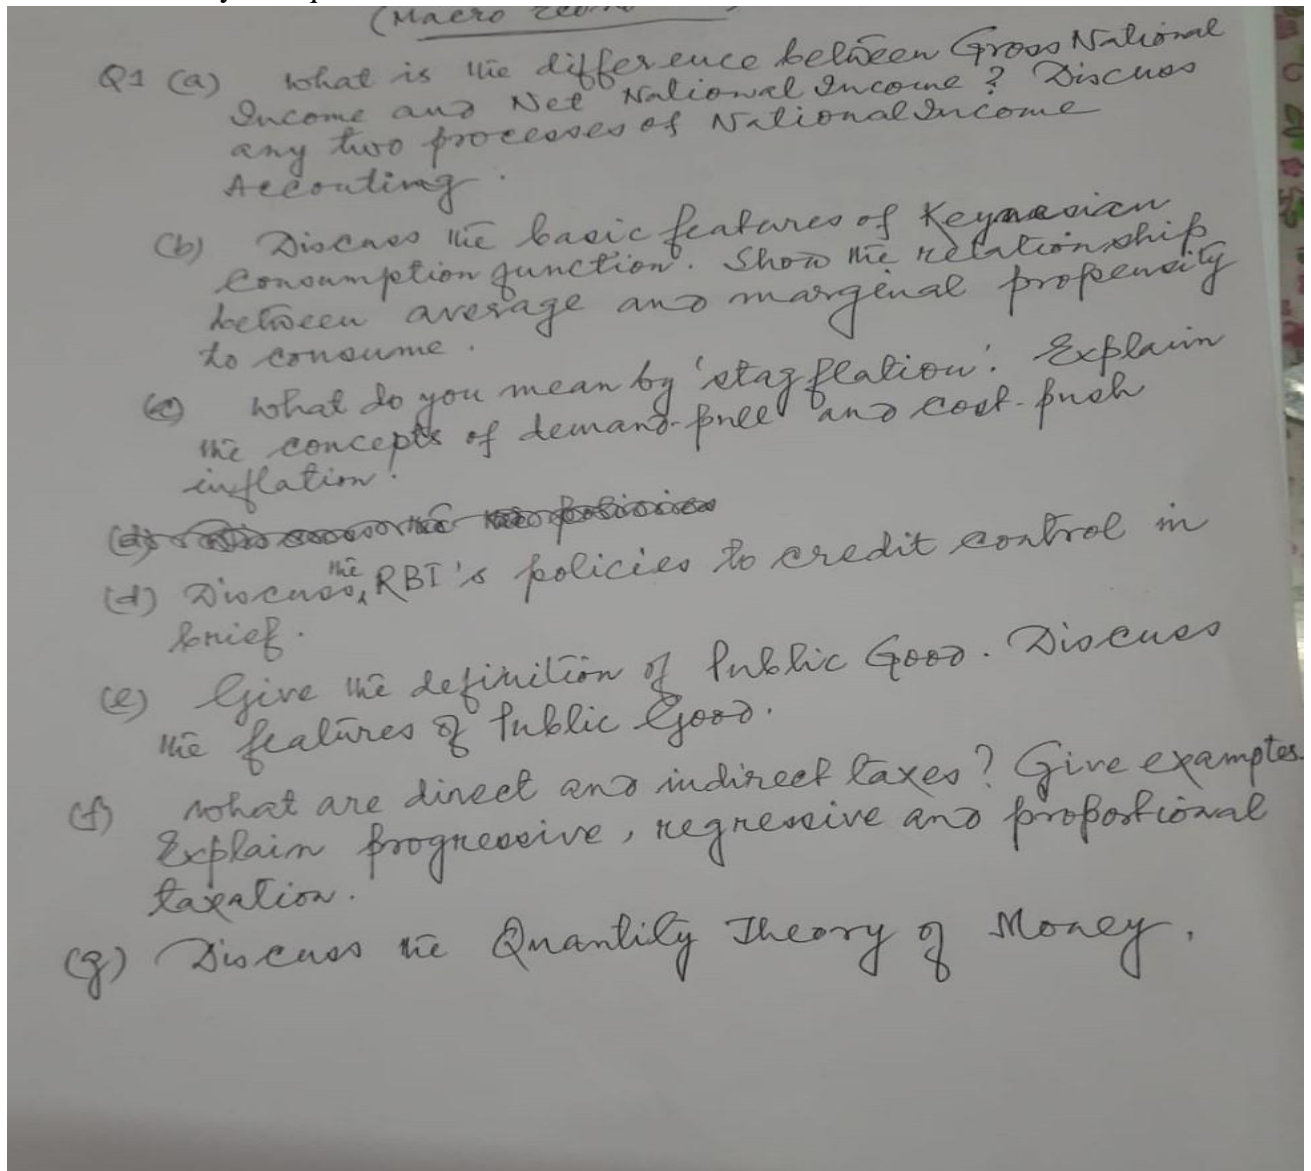 (Macro
Q1 (a) What is the difference between Gross National
Income and Net National Income? Discuss
any two processes of National Income
Accouting.
(b) Discuss the basic features of Keynesian
Consumption function. Show the relationship
between average and marginal propensity
to consume.
(c) What do you mean by 'stagflation'. Explain
the concepts of demand-pull and cost-push
inflation.
(d) Discuss the RBI's policies to credit control in
brief.
(e) Give the definition of Public Good. Discuss
the features of Public Good.
(f) What are direct and indirect taxes? Give examples.
Explain progressive, regressive and proportional
taxation.
(g) Discuss the Quantity Theory of Money.